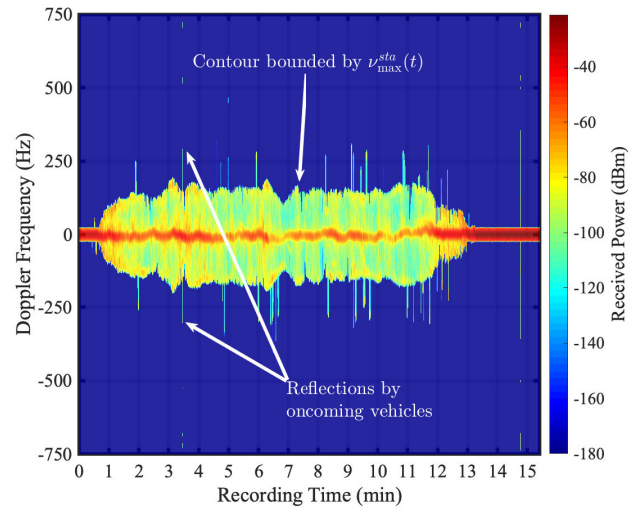 750
500
250
0
-250
-500
-750
Doppler Frequency (Hz)
Contour bounded by ν_max^sta(t)
Reflections by
oncoming vehicles
0 1 2 3 4 5 6 7 8 9 10 11 12 13 14 15
Recording Time (min)
-40
-60
-80
-100
-120
-140
-160
-180
Received Power (dBm)